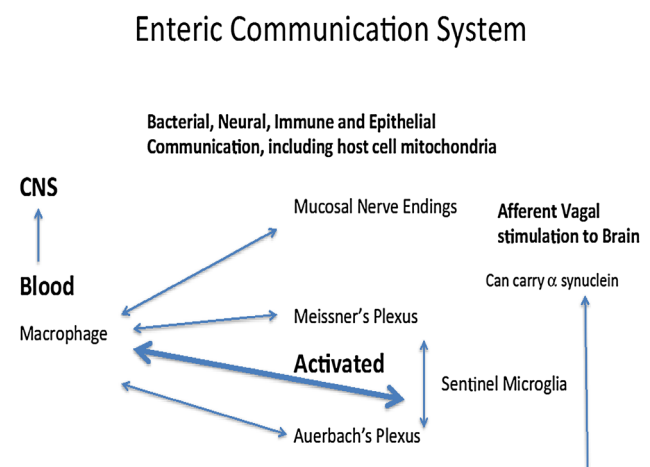 Enteric Communication System
Bacterial, Neural, Immune and Epithelial
Communication, including host cell mitochondria
CNS
Mucosal Nerve Endings
Afferent Vagal
stimulation to Brain
Blood
Can carry α synuclein
Macrophage
Meissner's Plexus
Activated
Sentinel Microglia
Auerbach's Plexus